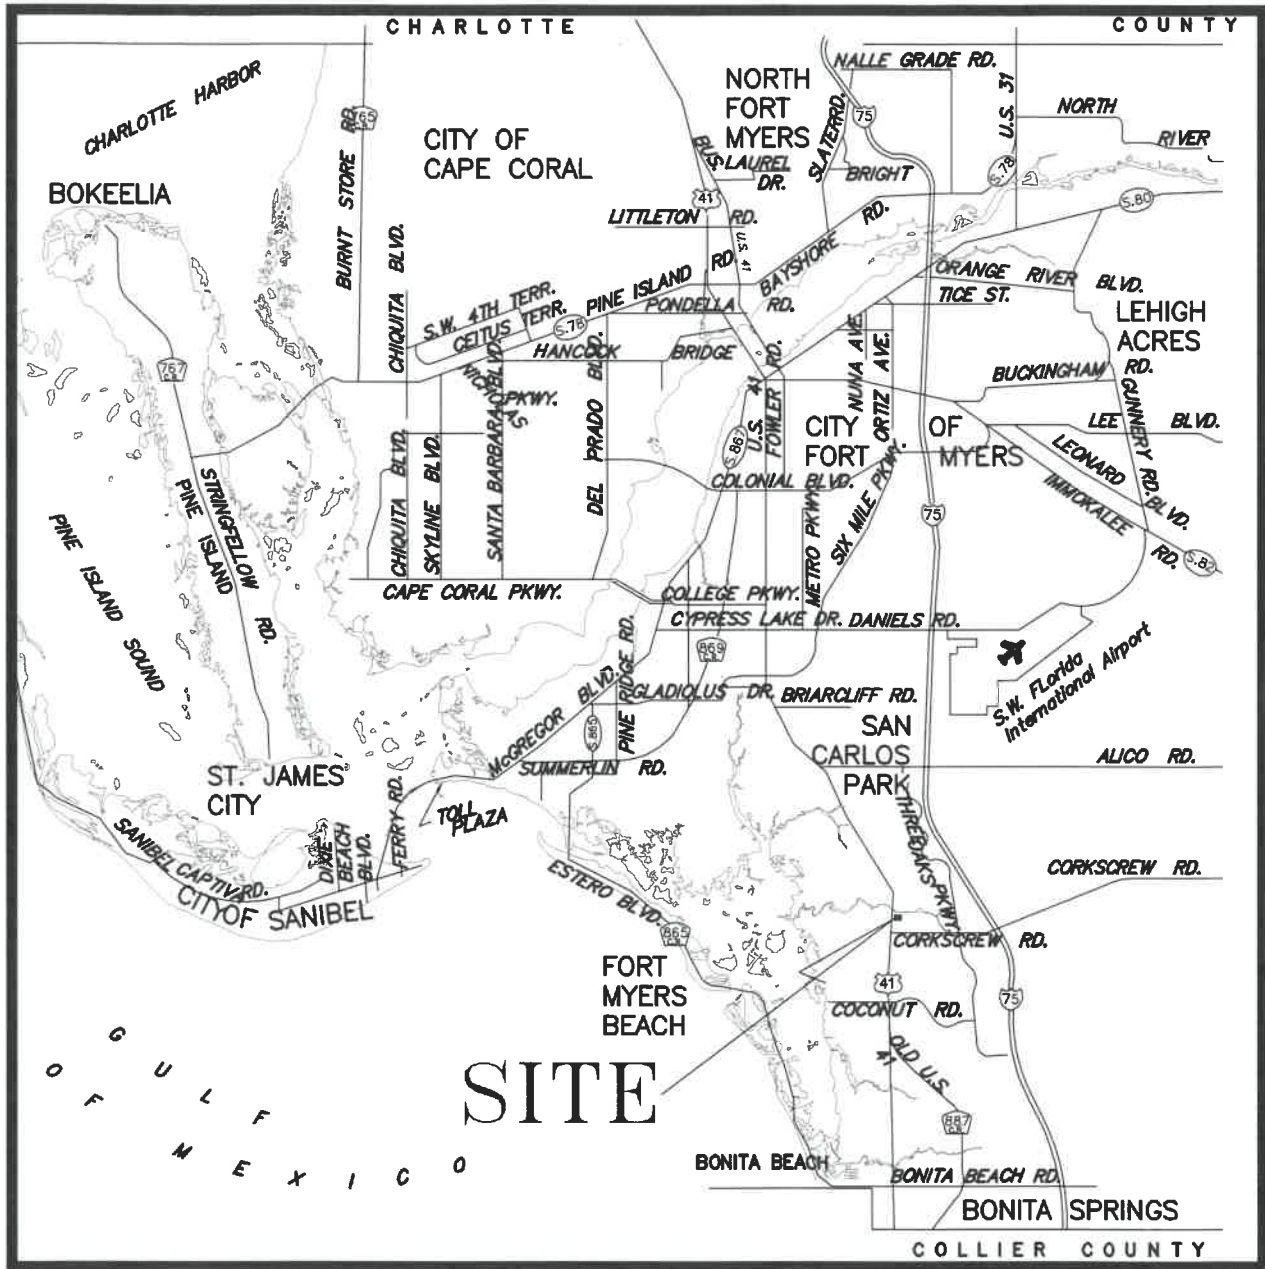 CHARLOTTE COUNTY
CHARLOTTE HARBOR
NALLE GRADE RD.
NORTH
FORT
MYERS
CITY OF
CAPE CORAL
BOKEELIA
765
C.R.
BURNT STORE RD.
75
U.S. 31
NORTH
RIVER
SLATER RD.
BUS.
41
LAUREL
DR.
BRIGHT
S.78
S.80
LITTLETON RD.
U.S. 41
BAYSHORE RD.
CHIQUITA BLVD.
S.W. 4TH TERR.
CEITUS TERR.
S.78
PINE ISLAND RD.
PONDELLA RD.
ORANGE RIVER BLVD.
TICE ST.
LEHIGH
ACRES
HANCOCK BRIDGE
NICHOLAS
PKWY.
767
C.R.
BUCKINGHAM RD.
GUNNERY RD.
LEE BLVD.
LEONARD BLVD.
IMMOKALEE RD.
S.82
NUNA AVE.
ORTIZ AVE.
U.S. 41
FOWLER RD.
S.867
CITY OF
FORT MYERS
STRINGFELLOW RD.
PINE ISLAND
PINE ISLAND SOUND
CHIQUITA BLVD.
SKYLINE BLVD.
SANTA BARBARA BLVD.
DEL PRADO BLVD.
COLONIAL BLVD.
METRO PKWY.
SIX MILE PKWY.
75
CAPE CORAL PKWY.
COLLEGE PKWY.
CYPRESS LAKE DR. DANIELS RD.
869
C.R.
S.W. FLorida
International Airport
McGREGOR BLVD.
PINE RIDGE RD.
GLADIOLUS DR.
BRIARCLIFF RD.
S.865
SUMMERLIN RD.
SAN
CARLOS
PARK
ALICO RD.
ST. JAMES
CITY
TOLL
PLAZA
FERRY RD.
DIXIE
BEACH
BLVD.
SANIBEL CAPTIVA RD.
CITY OF SANIBEL
THREE OAKS PKWY.
CORKSCREW RD.
ESTERO BLVD.
865
C.R.
CORKSCREW RD.
FORT
MYERS
BEACH
41
75
COCONUT RD.
OLD U.S.
41
GULF
OF
MEXICO
SITE
887
C.R.
BONITA BEACH
BONITA BEACH RD.
BONITA SPRINGS
COLLIER COUNTY